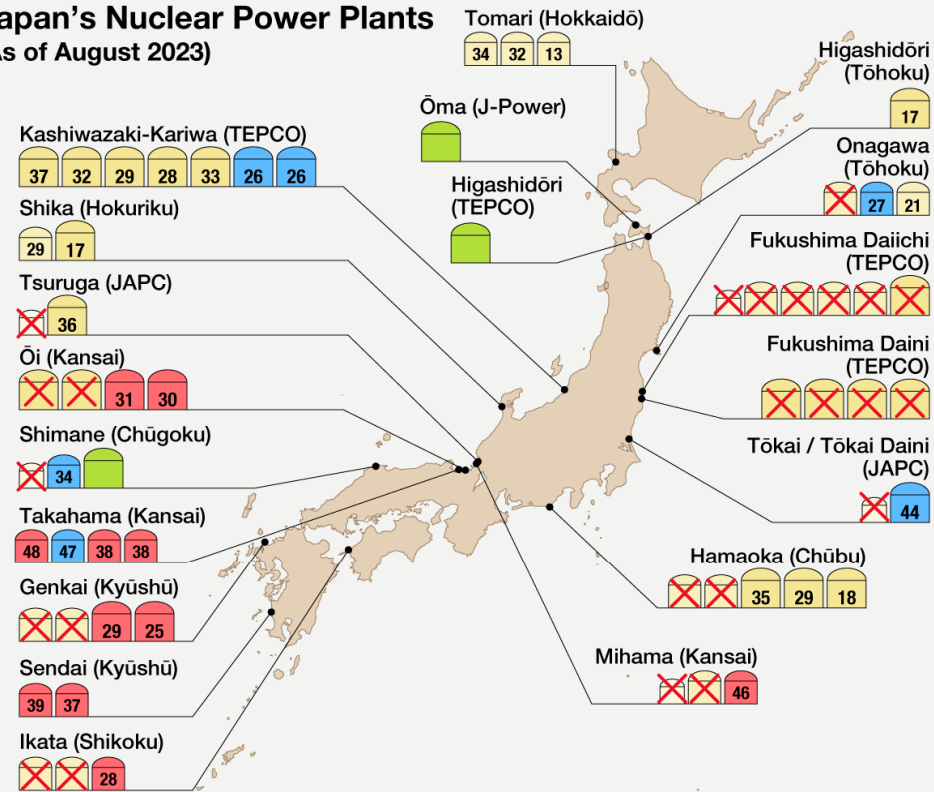 apan's Nuclear Power Plants
As of August 2023)
Tomari (Hokkaidō)
34 32 13
Higashidōri
(Tōhoku)
17
Ōma (J-Power)
Kashiwazaki-Kariwa (TEPCO)
37 32 29 28 33 26 26
Onagawa
(Tōhoku)
27 21
Higashidōri
(TEPCO)
Shika (Hokuriku)
29 17
Fukushima Daiichi
(TEPCO)
Tsuruga (JAPC)
36
Fukushima Daini
(TEPCO)
Ōi (Kansai)
31 30
Shimane (Chūgoku)
34
Tōkai / Tōkai Daini
(JAPC)
44
Takahama (Kansai)
48 47 38 38
Hamaoka (Chūbu)
35 29 18
Genkai (Kyūshū)
29 25
Mihama (Kansai)
46
Sendai (Kyūshū)
39 37
Ikata (Shikoku)
28